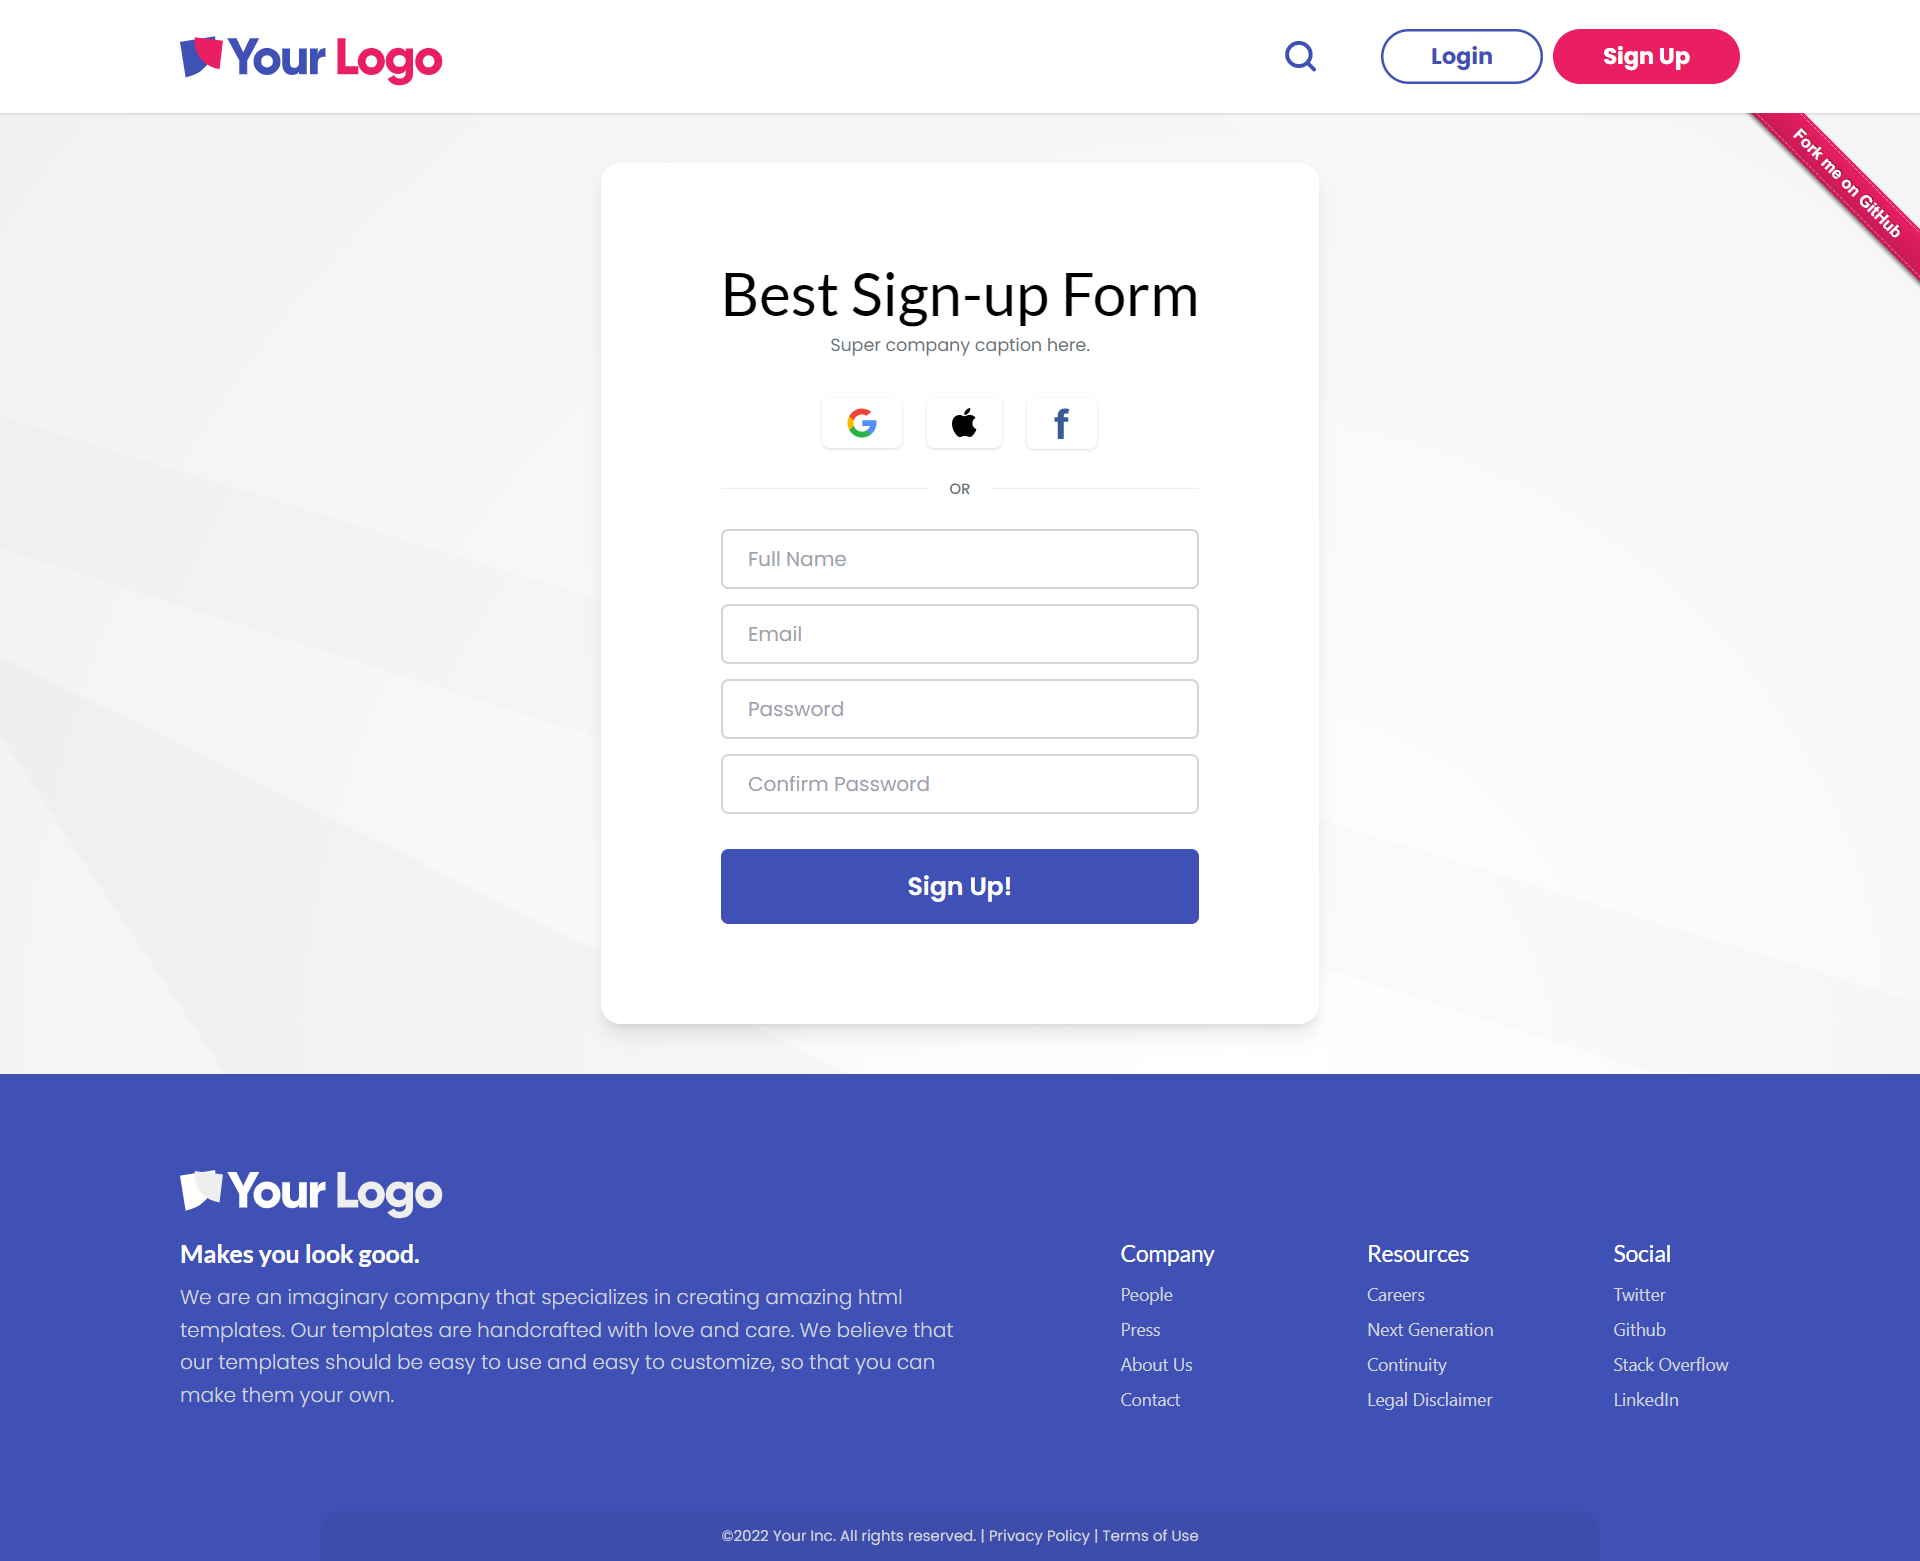 Your Logo
Login
Sign Up
Fork me on GitHub
Best Sign-up Form
Super company caption here.
OR
Full Name
Email
Password
Confirm Password
Sign Up!
Your Logo
Makes you look good.
We are an imaginary company that specializes in creating amazing html
templates. Our templates are handcrafted with love and care. We believe that
our templates should be easy to use and easy to customize, so that you can
make them your own.
Company
People
Press
About Us
Contact
Resources
Careers
Next Generation
Continuity
Legal Disclaimer
Social
Twitter
Github
Stack Overflow
LinkedIn
©2022 Your Inc. All rights reserved. | Privacy Policy | Terms of Use